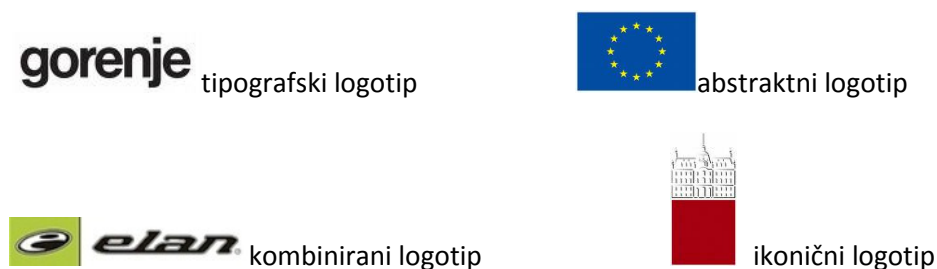 gorenje tipografski logotip
abstraktni logotip
elan kombinirani logotip
ikonični logotip